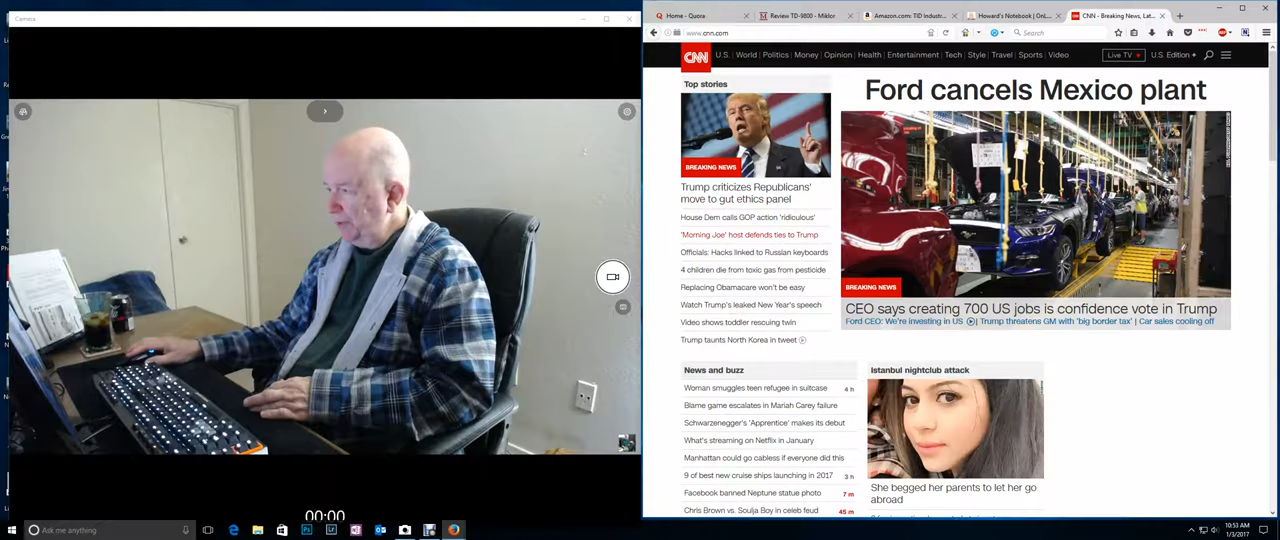 Camera
00:00
Home - Quora
Review TD-9800 - Miklor
Amazon.com: TID Industr...
Howard's Notebook | OnL...
CNN - Breaking News, Lat...
www.cnn.com
Search
CNN
U.S. World Politics Money Opinion Health Entertainment Tech Style Travel Sports Video
Live TV
U.S. Edition
Top stories
BREAKING NEWS
Trump criticizes Republicans'
move to gut ethics panel
House Dem calls GOP action 'ridiculous'
'Morning Joe' host defends ties to Trump
Officials: Hacks linked to Russian keyboards
4 children die from toxic gas from pesticide
Replacing Obamacare won't be easy
Watch Trump's leaked New Year's speech
Video shows toddler rescuing twin
Trump taunts North Korea in tweet
Ford cancels Mexico plant
BREAKING NEWS
CEO says creating 700 US jobs is confidence vote in Trump
Ford CEO: We're investing in US | Trump threatens GM with 'big border tax' | Car sales cooling off
News and buzz
Woman smuggles teen refugee in suitcase 4 h
Blame game escalates in Mariah Carey failure
Schwarzenegger's 'Apprentice' makes its debut
What's streaming on Netflix in January
Manhattan could go cabless if everyone did this
9 of best new cruise ships launching in 2017 3 h
Facebook banned Neptune statue photo 7 m
Chris Brown vs. Soulja Boy in celeb feud 45 m
Istanbul nightclub attack
She begged her parents to let her go
abroad
Ask me anything
10:53 AM
1/3/2017